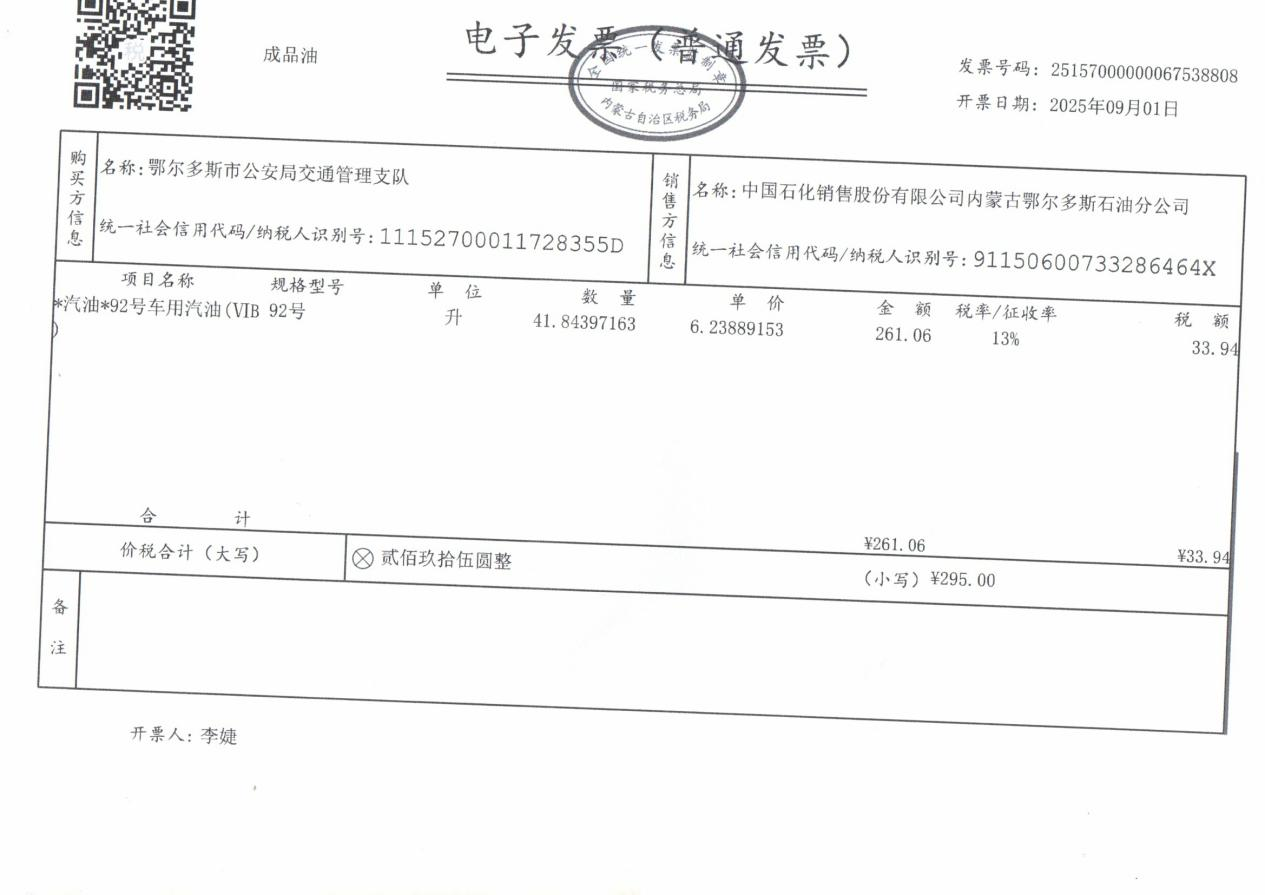 税
成品油
电子发票（普通发票）
全国统一发票监制章
国家税务总局
内蒙古自治区税务局
发票号码：25157000000067538808
开票日期：2025年09月01日
购买方信息
名称：鄂尔多斯市公安局交通管理支队
统一社会信用代码/纳税人识别号：11152700011728355D
销售方信息
名称：中国石化销售股份有限公司内蒙古鄂尔多斯石油分公司
统一社会信用代码/纳税人识别号：91150600733286464X
项目名称 规格型号 单位 数量 单价 金额 税率/征收率 税额
*汽油*92号车用汽油(VIB 92号 升 41.84397163 6.23889153 261.06 13% 33.94
)
合计 ¥261.06 ¥33.94
价税合计（大写） ⊗ 贰佰玖拾伍圆整 （小写）¥295.00
备注
开票人：李婕